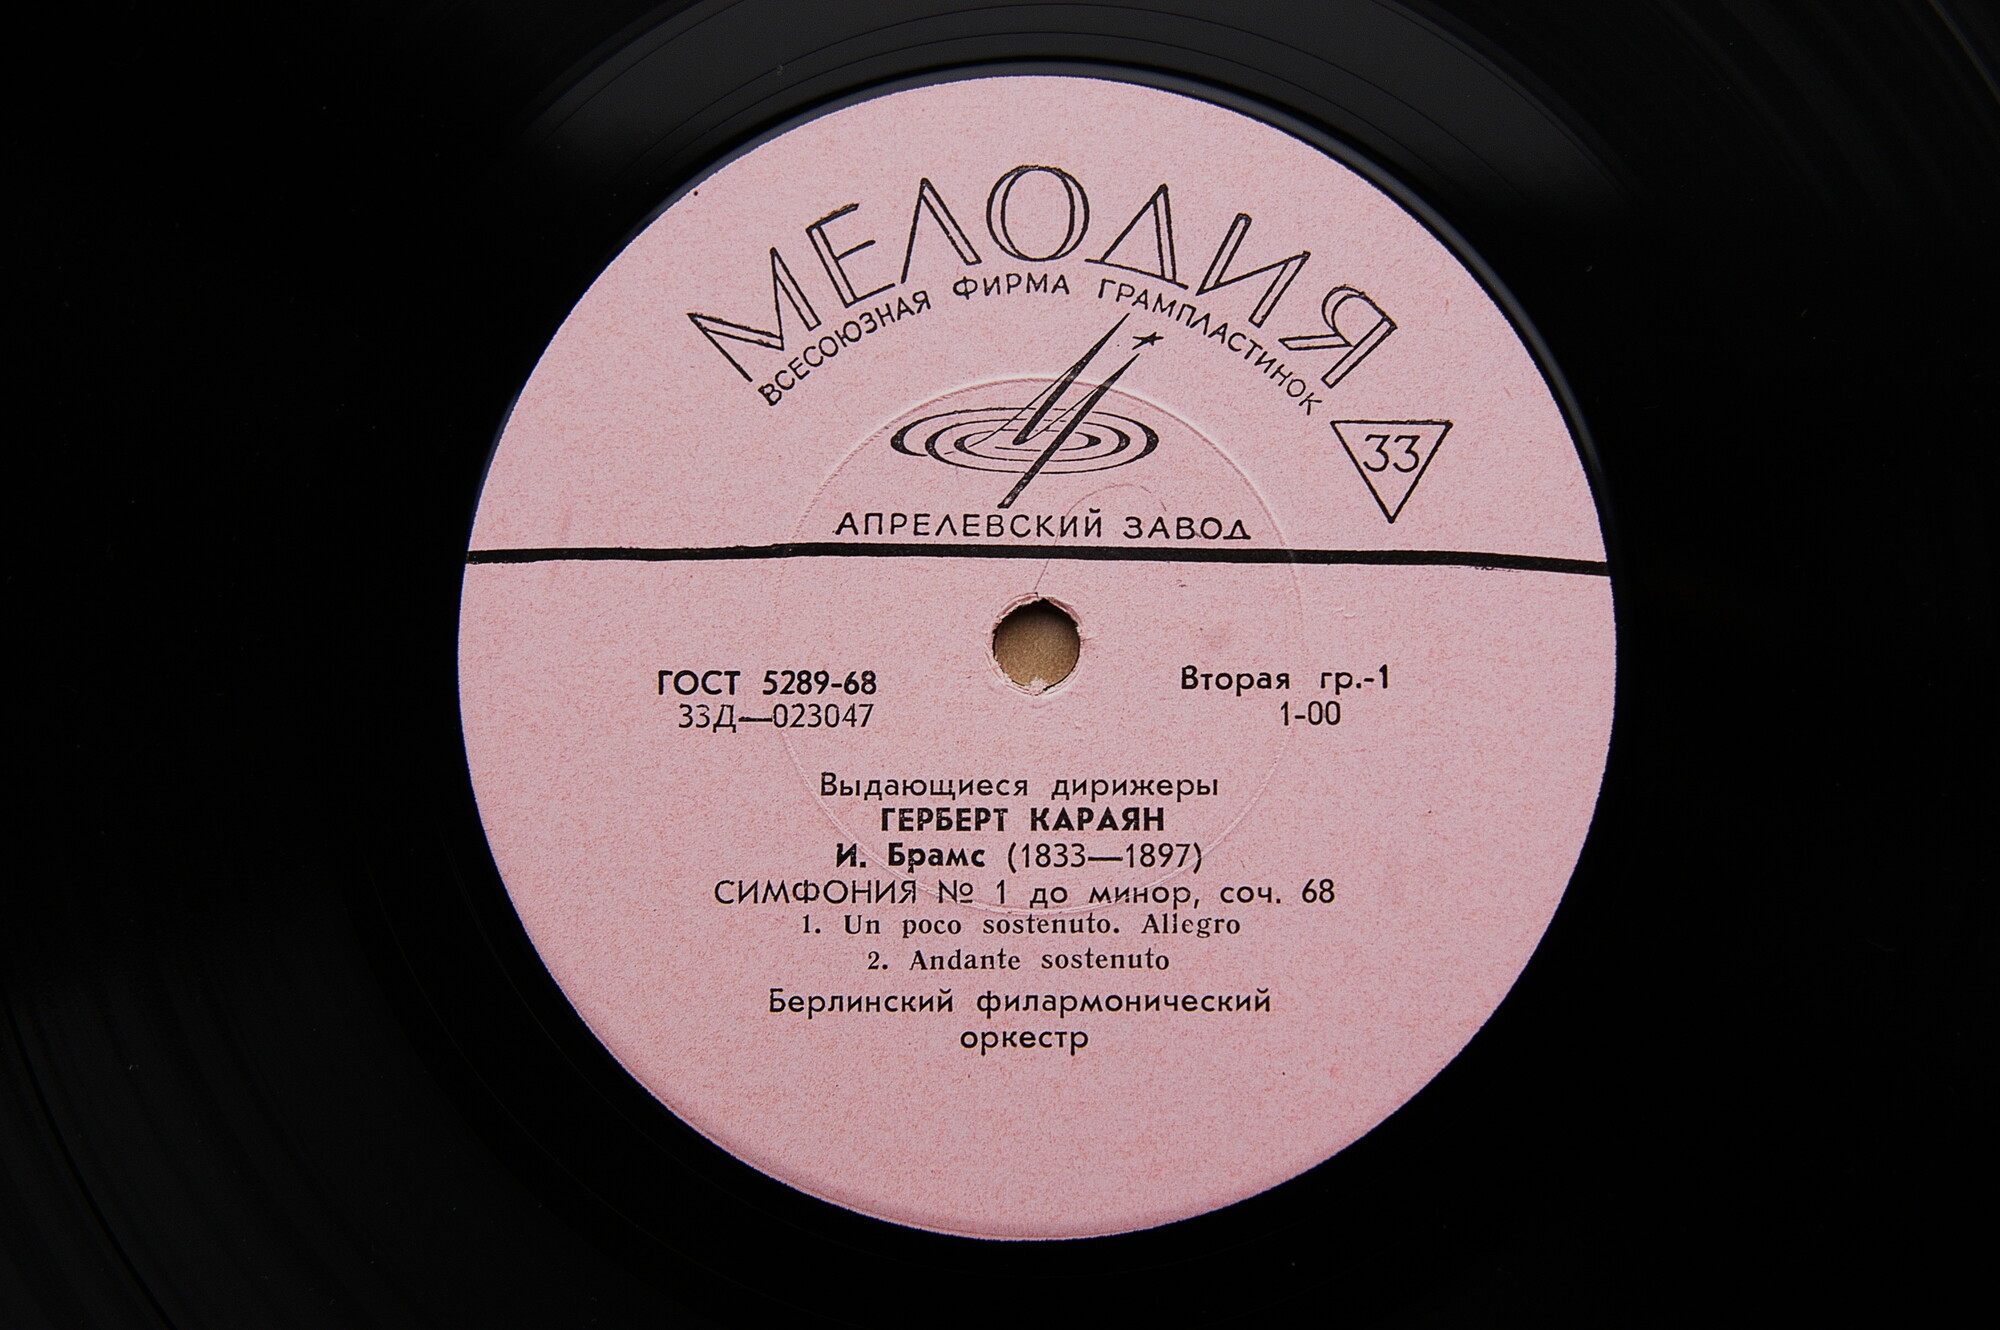 МЕЛОДИЯ
ВСЕСОЮЗНАЯ ФИРМА ГРАМПЛАСТИНОК
33
АПРЕЛЕВСКИЙ ЗАВОД
ГОСТ 5289-68
33Д—023047
Вторая гр.-1
1-00
Выдающиеся дирижеры
ГЕРБЕРТ КАРАЯН
И. Брамс (1833—1897)
СИМФОНИЯ № 1 до минор, соч. 68
1. Un poco sostenuto. Allegro
2. Andante sostenuto
Берлинский филармонический
оркестр